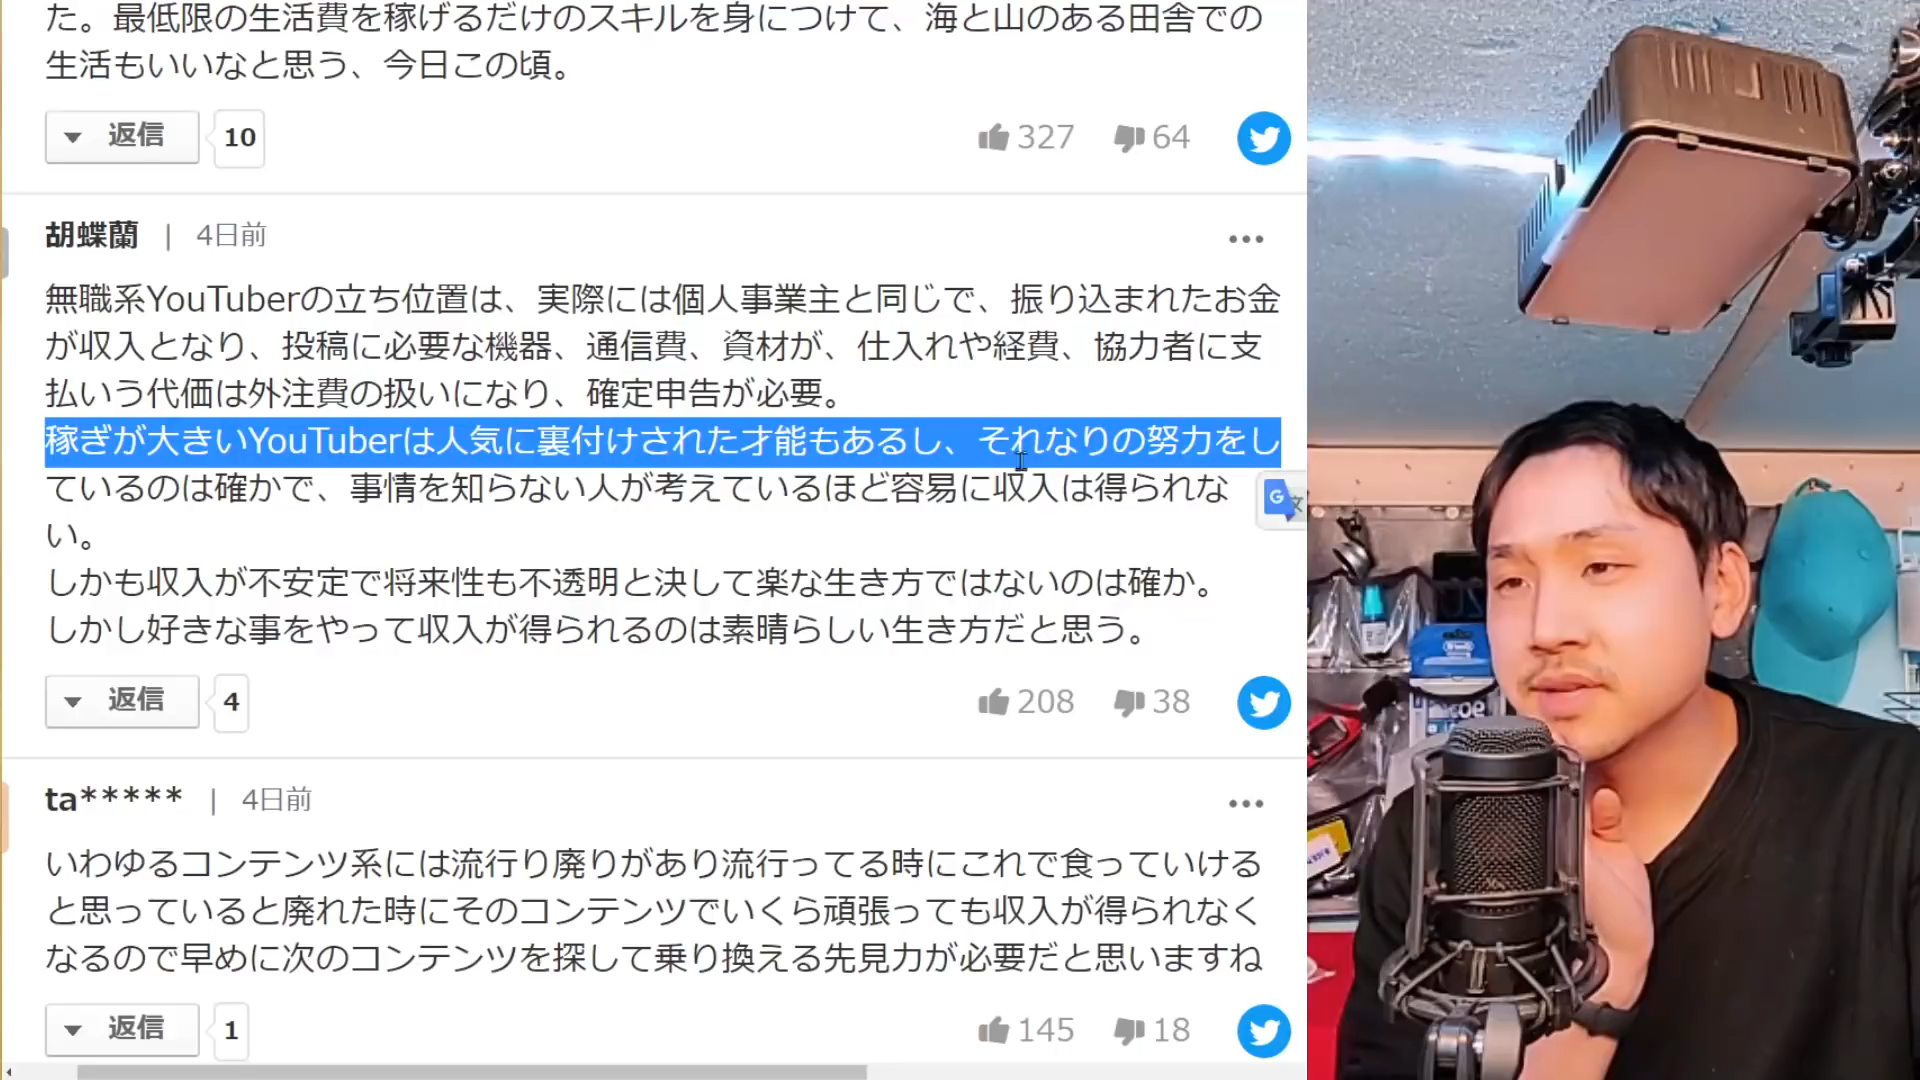 た。最低限の生活費を稼げるだけのスキルを身につけて、海と山のある田舎での
生活もいいなと思う、今日この頃。
返信
10
327
64
胡蝶蘭 | 4日前
無職系YouTuberの立ち位置は、実際には個人事業主と同じで、振り込まれたお金
が収入となり、投稿に必要な機器、通信費、資材が、仕入れや経費、協力者に支
払いう代価は外注費の扱いになり、確定申告が必要。
稼ぎが大きいYouTuberは人気に裏付けされた才能もあるし、それなりの努力をし
ているのは確かで、事情を知らない人が考えているほど容易に収入は得られな
い。
しかも収入が不安定で将来性も不透明と決して楽な生き方ではないのは確か。
しかし好きな事をやって収入が得られるのは素晴らしい生き方だと思う。
返信
4
208
38
ta***** | 4日前
いわゆるコンテンツ系には流行り廃りがあり流行ってる時にこれで食っていける
と思っていると廃れた時にそのコンテンツでいくら頑張っても収入が得られなく
なるので早めに次のコンテンツを探して乗り換える先見力が必要だと思いますね
返信
1
145
18